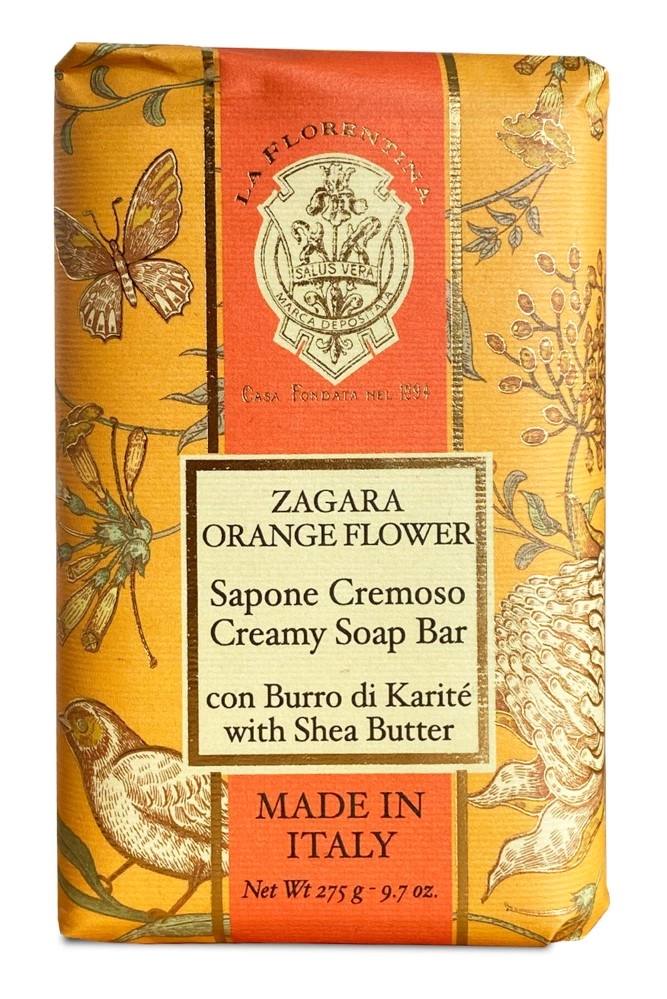 LA FLORENTINA
SALUS VERA
MARCA DEPOSITATA
CASA FONDATA NEL
ZAGARA
ORANGE FLOWER
Sapone Cremoso
Creamy Soap Bar
con Burro di Karité
with Shea Butter
MADE IN
ITALY
Net Wt 275 g - 9.7 oz.